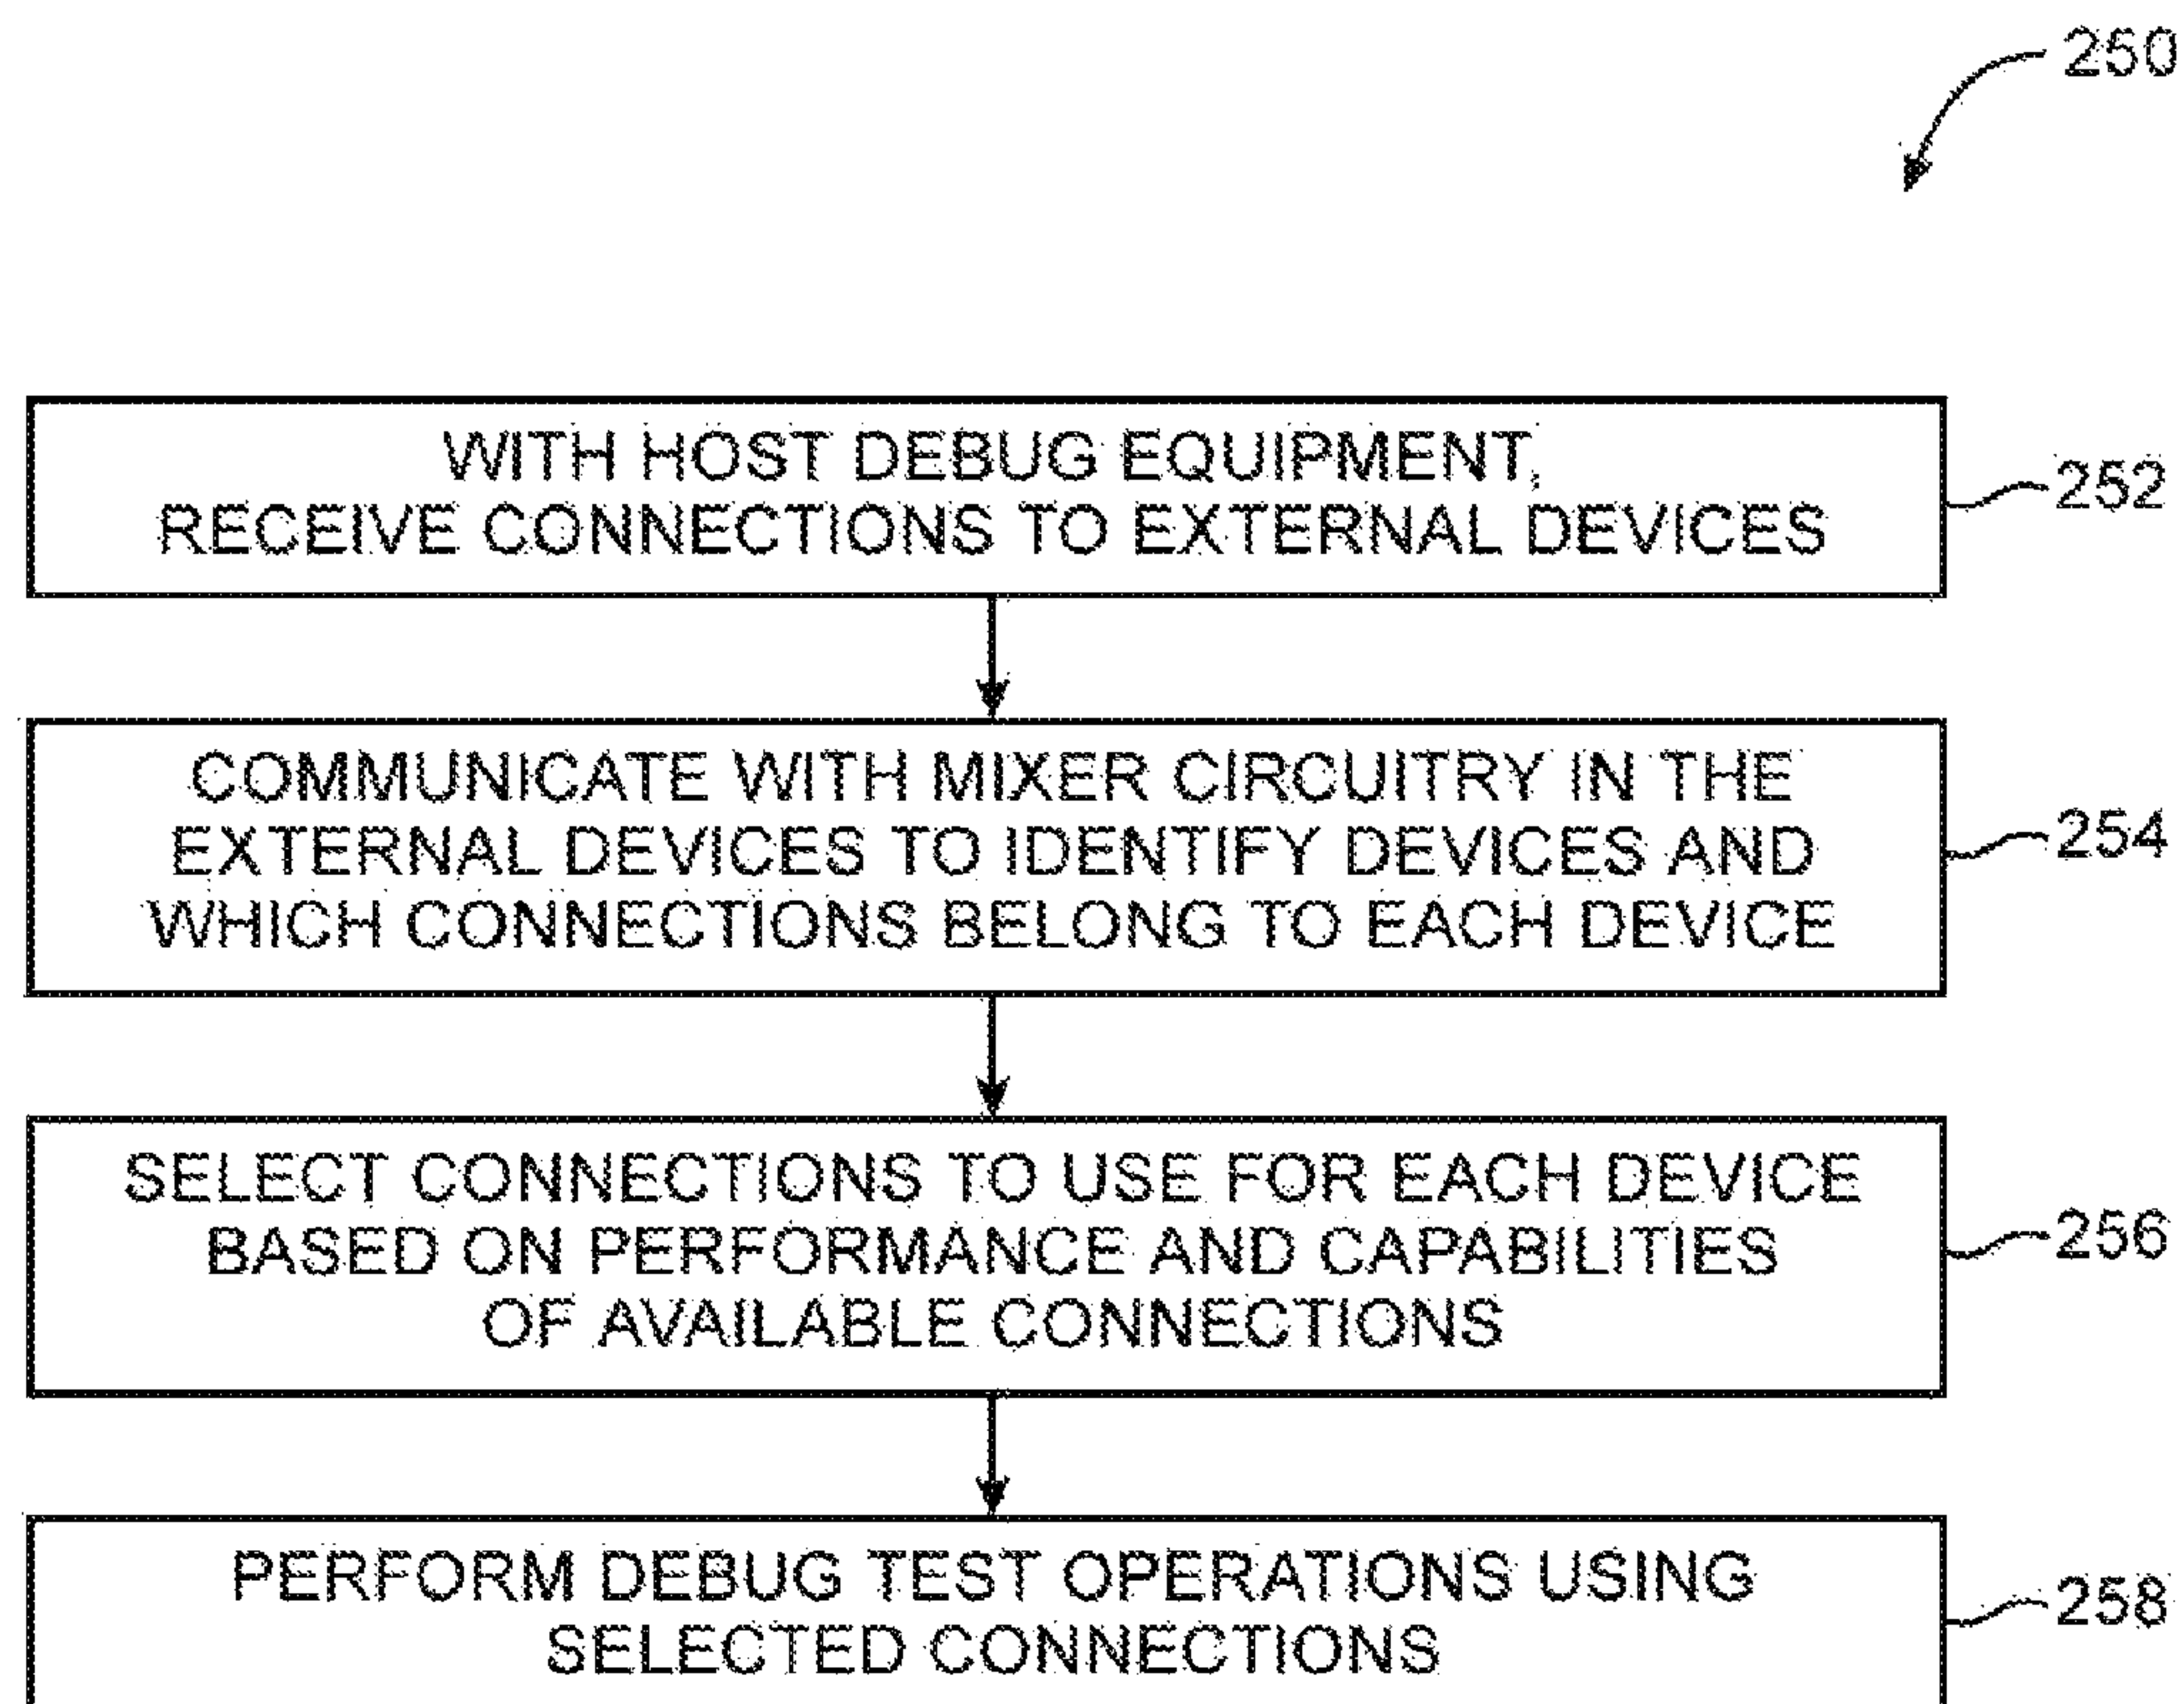 250
WITH HOST DEBUG EQUIPMENT,
RECEIVE CONNECTIONS TO EXTERNAL DEVICES
252
COMMUNICATE WITH MIXER CIRCUITRY IN THE
EXTERNAL DEVICES TO IDENTIFY DEVICES AND
WHICH CONNECTIONS BELONG TO EACH DEVICE
254
SELECT CONNECTIONS TO USE FOR EACH DEVICE
BASED ON PERFORMANCE AND CAPABILITIES
OF AVAILABLE CONNECTIONS
256
PERFORM DEBUG TEST OPERATIONS USING
SELECTED CONNECTIONS
258